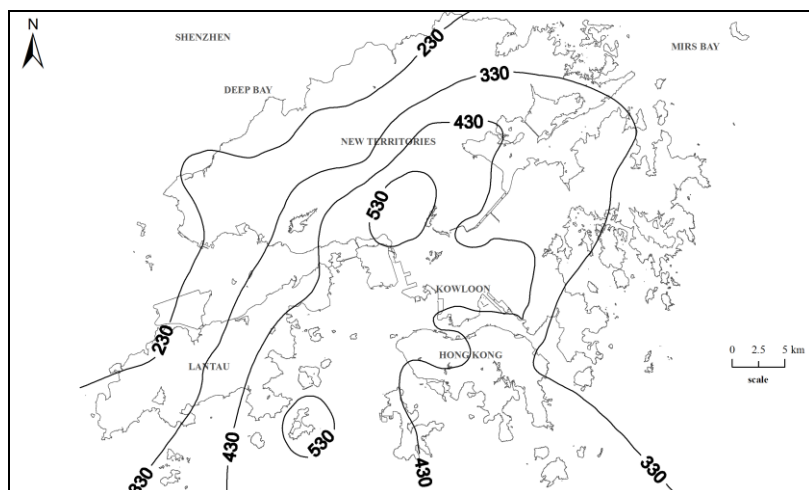 N
SHENZHEN
MIRS BAY
230
330
DEEP BAY
430
NEW TERRITORIES
530
KOWLOON
230
HONG KONG
LANTAU
0 2.5 5 km
scale
530
430
330
430
330